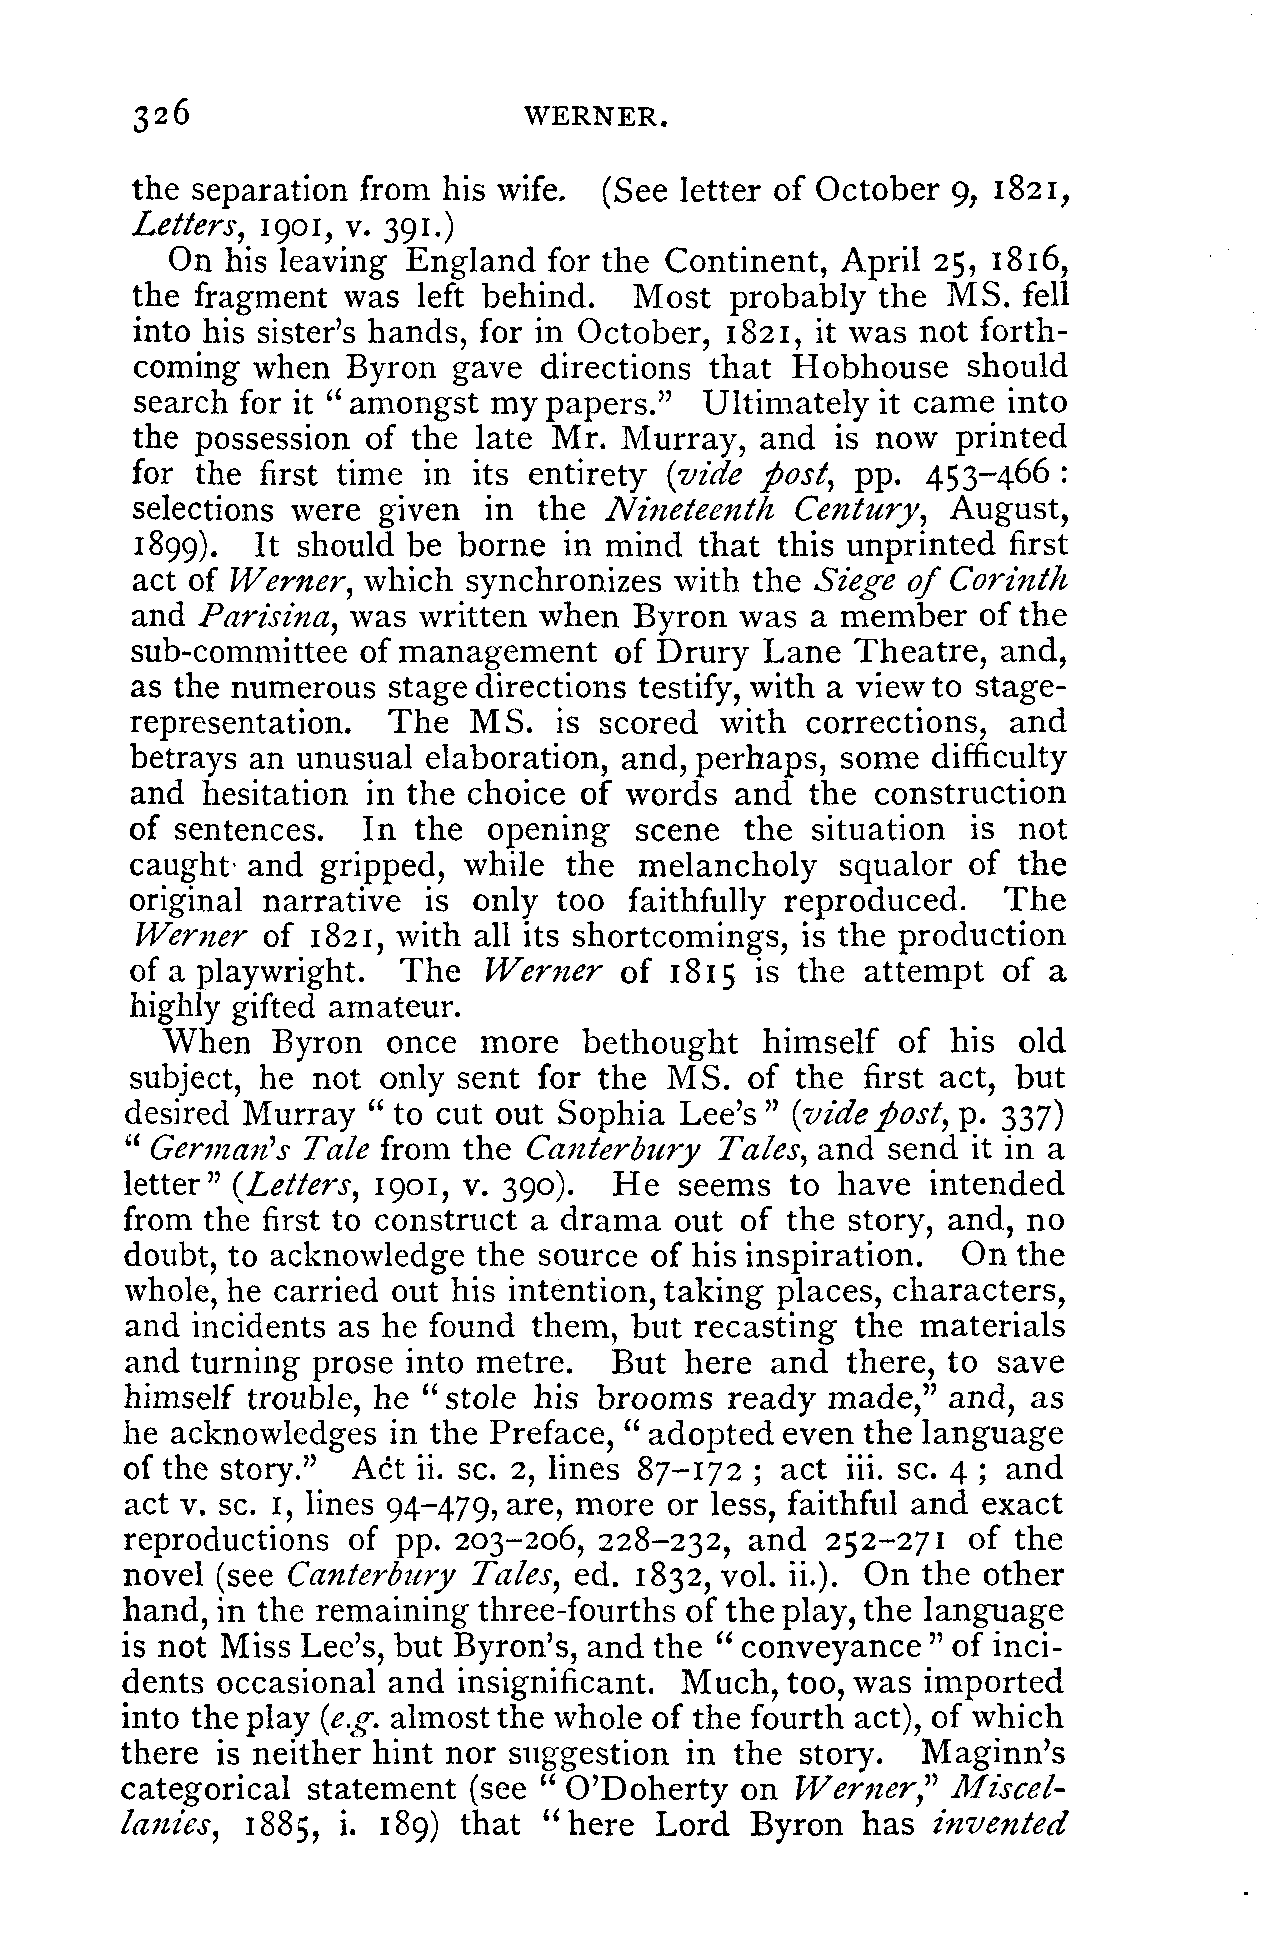 326 WERNER.
the separation from his wife. (See letter of October 9, 1821,
Letters, 1901, v. 391.)
On his leaving England for the Continent, April 25, 1816,
the fragment was left behind. Most probably the MS. fell
into his sister's hands, for in October, 1821, it was not forth-
coming when Byron gave directions that Hobhouse should
search for it "amongst my papers." Ultimately it came into
the possession of the late Mr. Murray, and is now printed
for the first time in its entirety (vide post, pp. 453–466 :
selections were given in the Nineteenth Century, August,
1899). It should be borne in mind that this unprinted first
act of Werner, which synchronizes with the Siege of Corinth
and Parisina, was written when Byron was a member of the
sub-committee of management of Drury Lane Theatre, and,
as the numerous stage directions testify, with a view to stage-
representation. The MS. is scored with corrections, and
betrays an unusual elaboration, and, perhaps, some difficulty
and hesitation in the choice of words and the construction
of sentences. In the opening scene the situation is not
caught and gripped, while the melancholy squalor of the
original narrative is only too faithfully reproduced. The
Werner of 1821, with all its shortcomings, is the production
of a playwright. The Werner of 1815 is the attempt of a
highly gifted amateur.
When Byron once more bethought himself of his old
subject, he not only sent for the MS. of the first act, but
desired Murray "to cut out Sophia Lee's" (vide post, p. 337)
"German's Tale from the Canterbury Tales, and send it in a
letter" (Letters, 1901, v. 390). He seems to have intended
from the first to construct a drama out of the story, and, no
doubt, to acknowledge the source of his inspiration. On the
whole, he carried out his intention, taking places, characters,
and incidents as he found them, but recasting the materials
and turning prose into metre. But here and there, to save
himself trouble, he "stole his brooms ready made," and, as
he acknowledges in the Preface, "adopted even the language
of the story." Act ii. sc. 2, lines 87–172 ; act iii. sc. 4 ; and
act v. sc. 1, lines 94–479, are, more or less, faithful and exact
reproductions of pp. 203–206, 228–232, and 252–271 of the
novel (see Canterbury Tales, ed. 1832, vol. ii.). On the other
hand, in the remaining three-fourths of the play, the language
is not Miss Lee's, but Byron's, and the "conveyance" of inci-
dents occasional and insignificant. Much, too, was imported
into the play (e.g. almost the whole of the fourth act), of which
there is neither hint nor suggestion in the story. Maginn's
categorical statement (see "O'Doherty on Werner," Miscel-
lanies, 1885, i. 189) that "here Lord Byron has invented